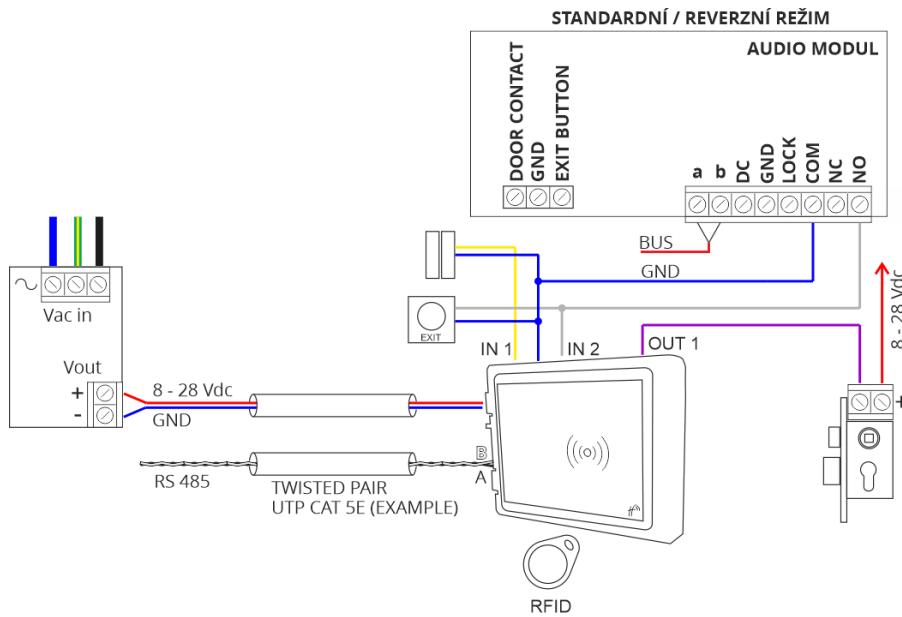 STANDARDNÍ / REVERZNÍ REŽIM
AUDIO MODUL
DOOR CONTACT
GND
EXIT BUTTON
a
b
DC
GND
LOCK
COM
NC
NO
BUS
GND
Vac in
EXIT
IN 1
IN 2
OUT 1
8 - 28 Vdc
Vout
+
-
8 - 28 Vdc
GND
+
B
A
RS 485
TWISTED PAIR
UTP CAT 5E (EXAMPLE)
RFID